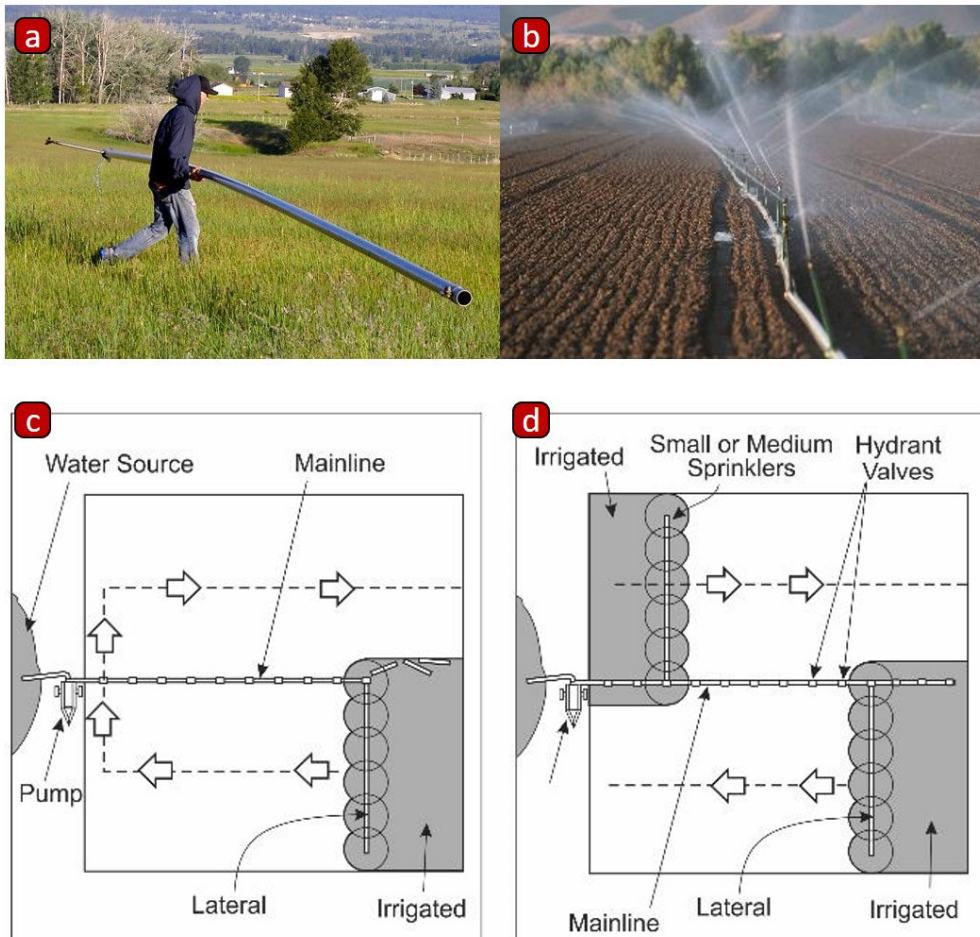 a
b
c
Water Source
Mainline
Pump
Lateral
Irrigated
d
Irrigated
Small or Medium
Sprinklers
Hydrant
Valves
Mainline
Lateral
Irrigated